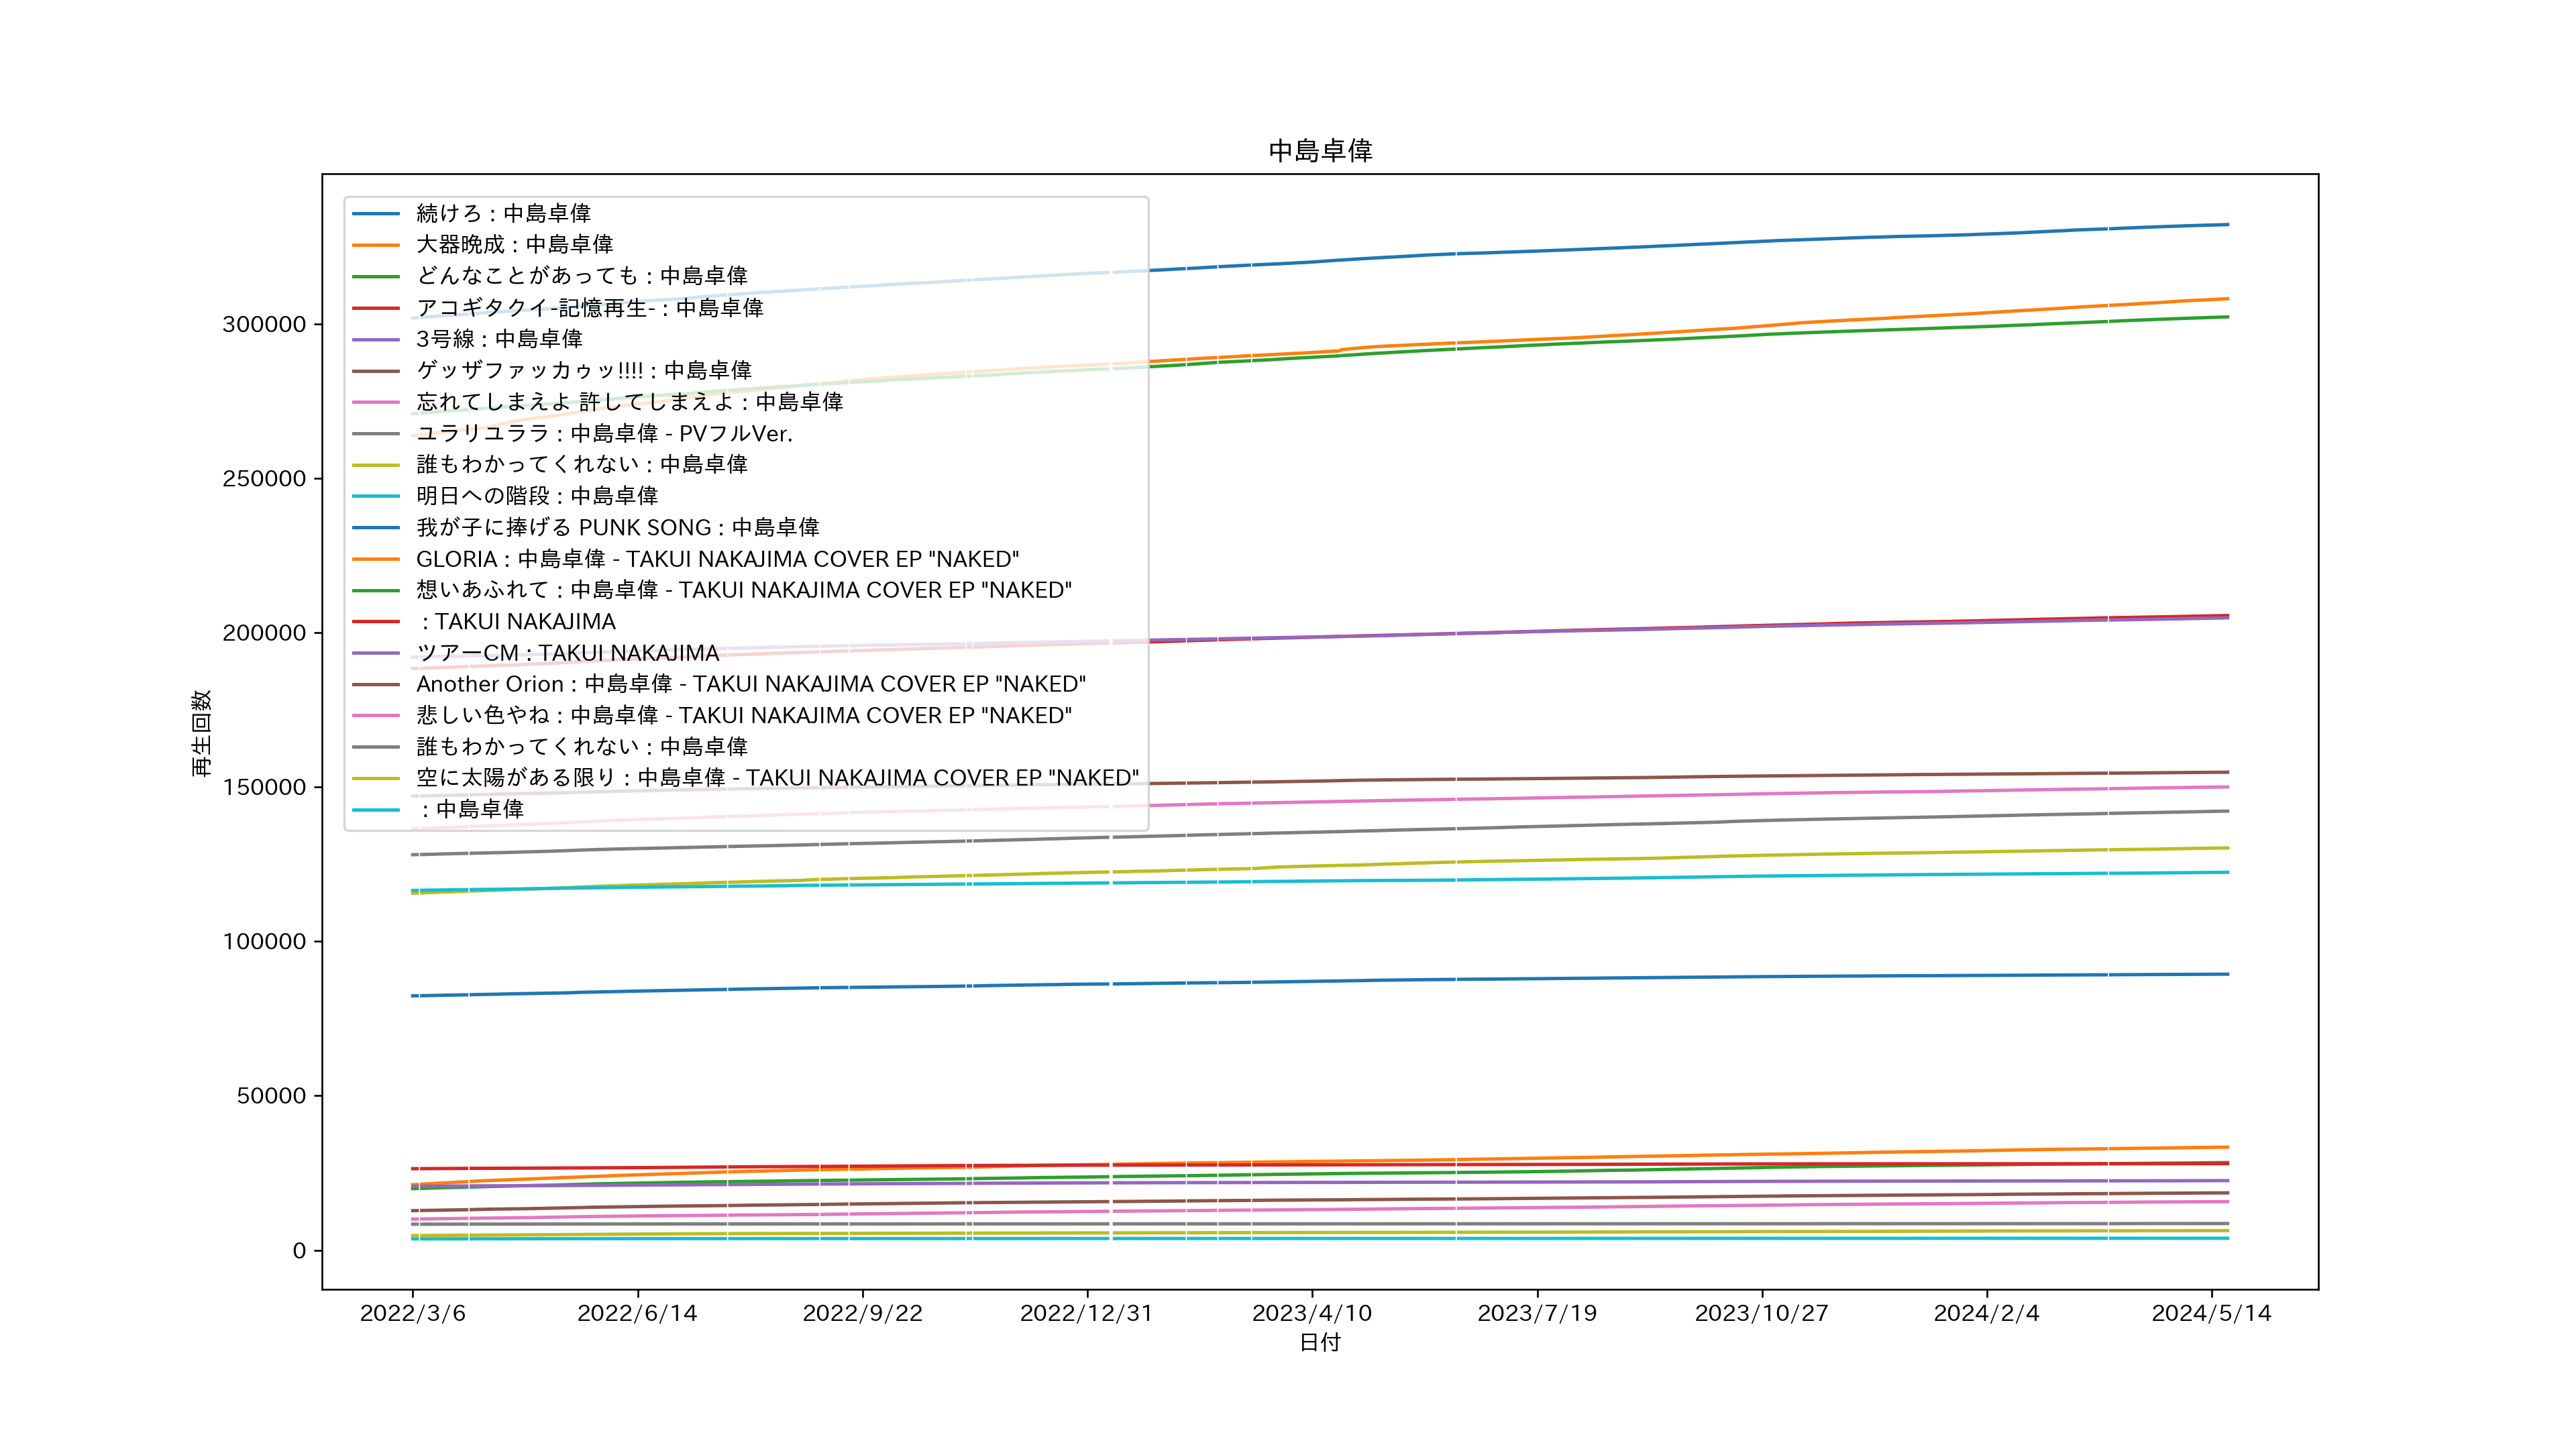 中島卓偉
続けろ : 中島卓偉
大器晩成 : 中島卓偉
どんなことがあっても : 中島卓偉
アコギタクイ-記憶再生- : 中島卓偉
3号線 : 中島卓偉
ゲッザファッカゥッ!!!! : 中島卓偉
忘れてしまえよ 許してしまえよ : 中島卓偉
ユラリユララ : 中島卓偉 - PVフルVer.
誰もわかってくれない : 中島卓偉
明日への階段 : 中島卓偉
我が子に捧げる PUNK SONG : 中島卓偉
GLORIA : 中島卓偉 - TAKUI NAKAJIMA COVER EP "NAKED"
想いあふれて : 中島卓偉 - TAKUI NAKAJIMA COVER EP "NAKED"
: TAKUI NAKAJIMA
ツアーCM : TAKUI NAKAJIMA
Another Orion : 中島卓偉 - TAKUI NAKAJIMA COVER EP "NAKED"
悲しい色やね : 中島卓偉 - TAKUI NAKAJIMA COVER EP "NAKED"
誰もわかってくれない : 中島卓偉
空に太陽がある限り : 中島卓偉 - TAKUI NAKAJIMA COVER EP "NAKED"
: 中島卓偉
再生回数
300000
250000
200000
150000
100000
50000
0
2022/3/6 2022/6/14 2022/9/22 2022/12/31 2023/4/10 2023/7/19 2023/10/27 2024/2/4 2024/5/14
日付